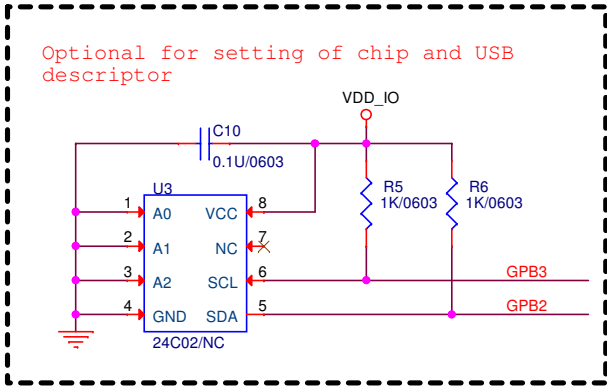 Optional for setting of chip and USB
descriptor
VDD_IO
C10
0.1U/0603
U3
R5
1K/0603
R6
1K/0603
1 A0 VCC 8
2 A1 NC 7
3 A2 SCL 6 GPB3
4 GND SDA 5 GPB2
24C02/NC